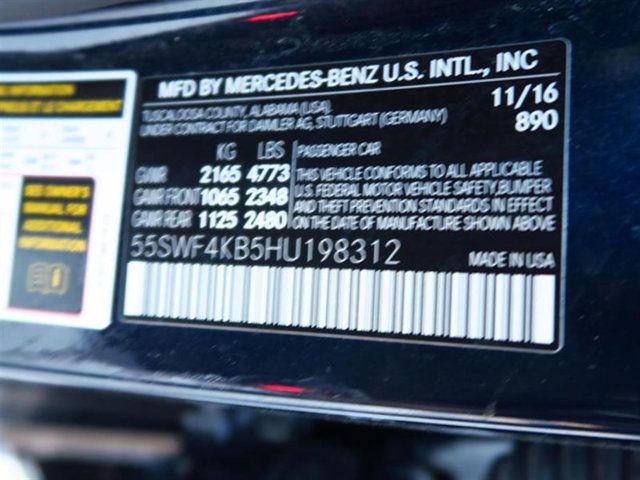 MFD BY MERCEDES-BENZ U.S. INTL., INC
TUSCALOOSA COUNTY, ALABAMA (USA)
UNDER CONTRACT FOR DAIMLER AG, STUTTGART (GERMANY)
11/16
890
KG LBS
GVWR 2165 4773
GAWR FRONT 1065 2348
GAWR REAR 1125 2480
PASSENGER CAR
THIS VEHICLE CONFORMS TO ALL APPLICABLE
U.S. FEDERAL MOTOR VEHICLE SAFETY, BUMPER
AND THEFT PREVENTION STANDARDS IN EFFECT
ON THE DATE OF MANUFACTURE SHOWN ABOVE
55SWF4KB5HU198312
MADE IN USA
SEE OWNER'S
MANUAL FOR
ADDITIONAL
INFORMATION